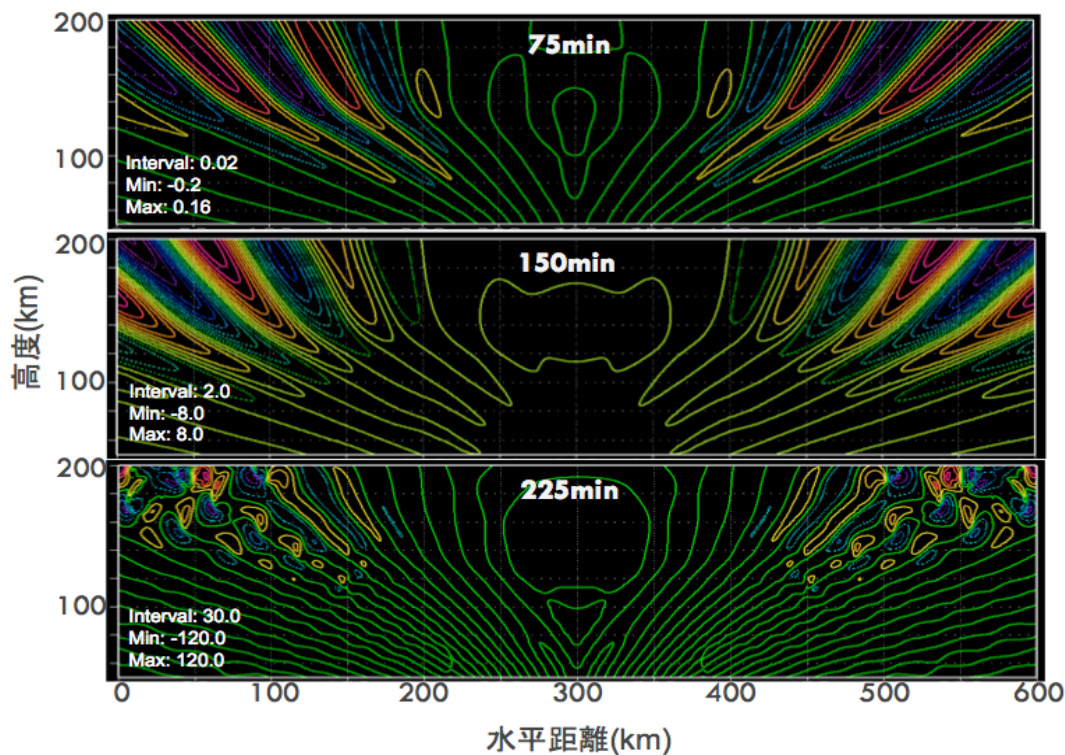 200
75min
100
Interval: 0.02
Min: -0.2
Max: 0.16
200
150min
高度(km)
100
Interval: 2.0
Min: -8.0
Max: 8.0
200
225min
100
Interval: 30.0
Min: -120.0
Max: 120.0
0 100 200 300 400 500 600
水平距離(km)